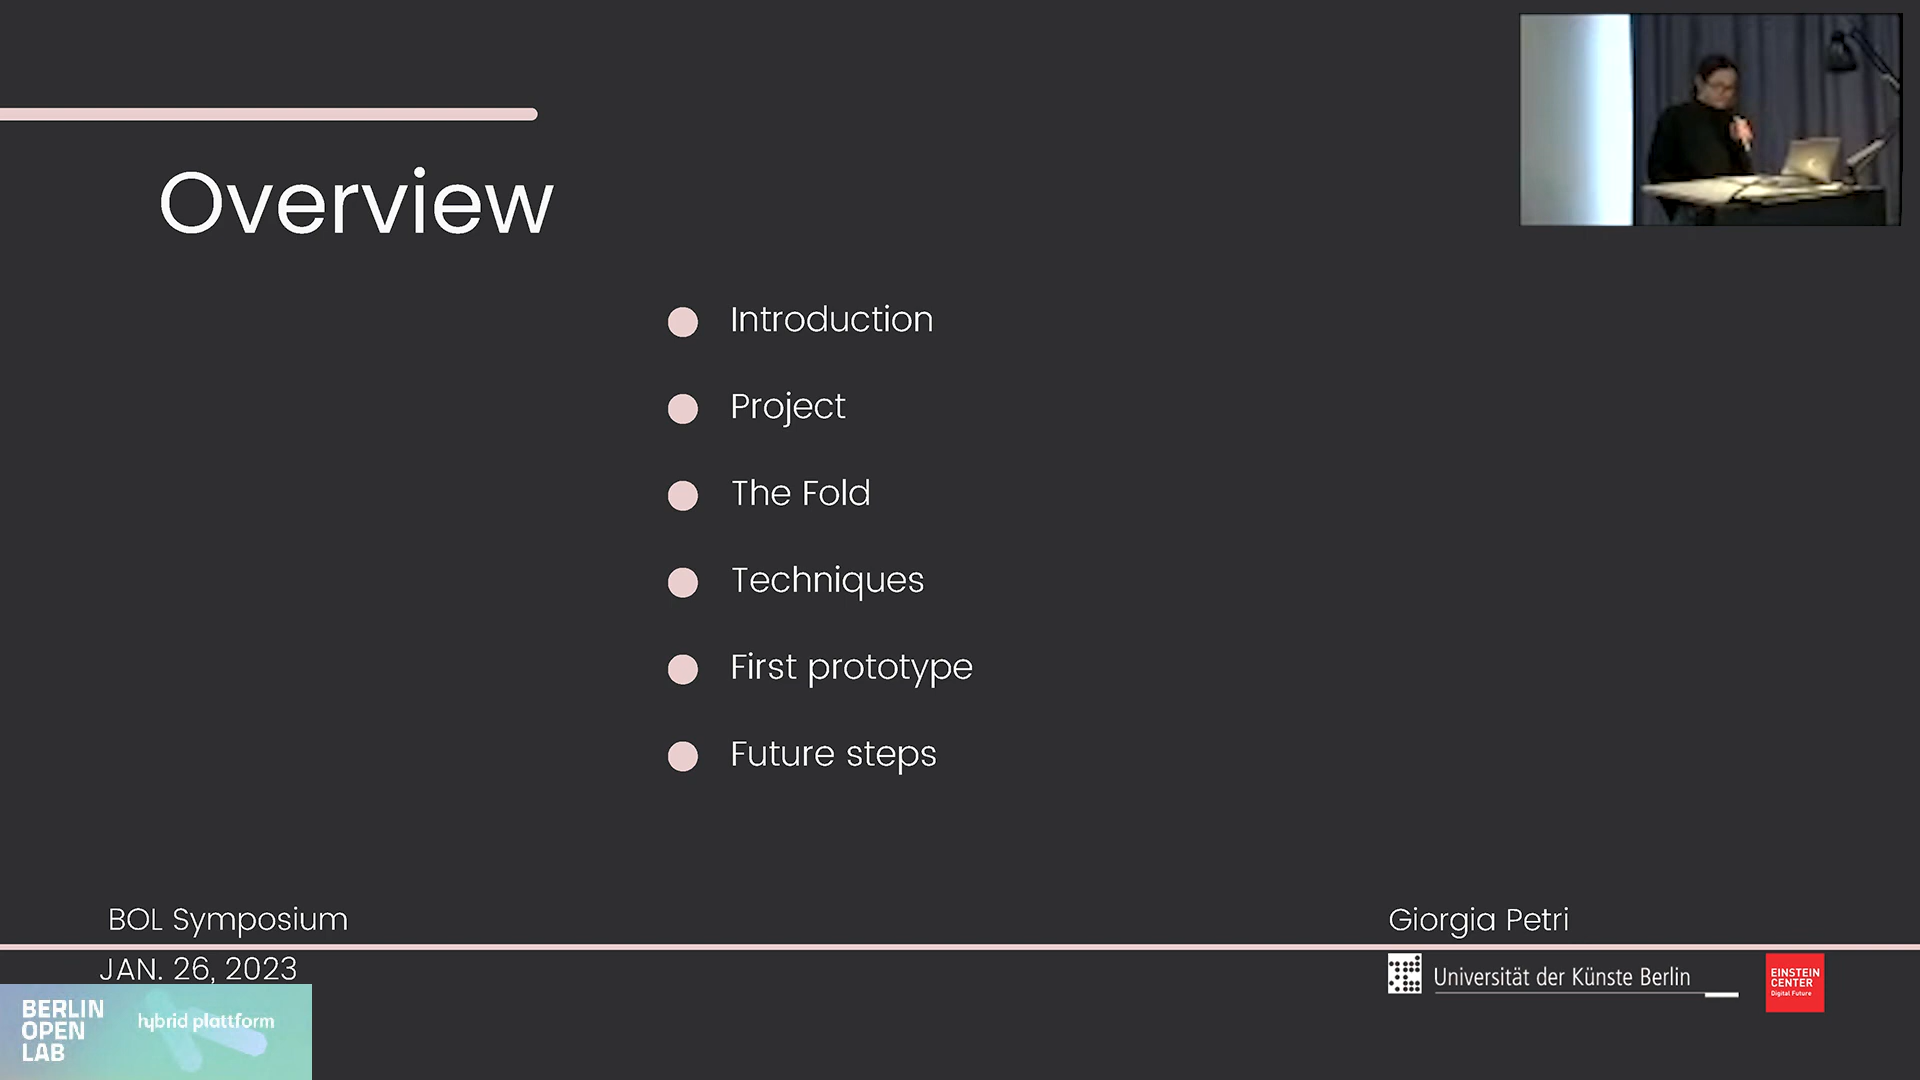 Overview
Introduction
Project
The Fold
Techniques
First prototype
Future steps
BOL Symposium
Giorgia Petri
JAN. 26, 2023
Universität der Künste Berlin
EINSTEIN
CENTER
Digital Future
BERLIN
OPEN
LAB
hybrid plattform